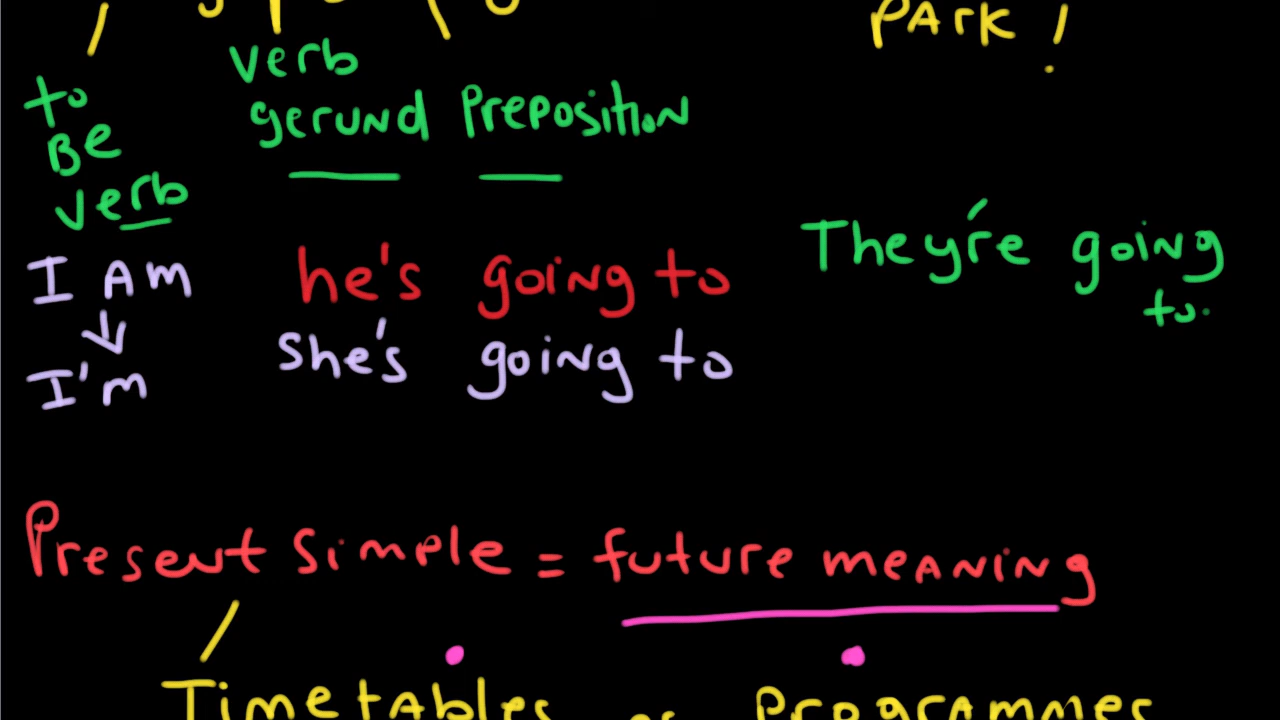 PArk !
verb
to
gerund Preposition
Be
verb
I Am
he's going to
They're going
to.
She's going to
I'm
Present Simple = future meaning
Timetables or Programmes